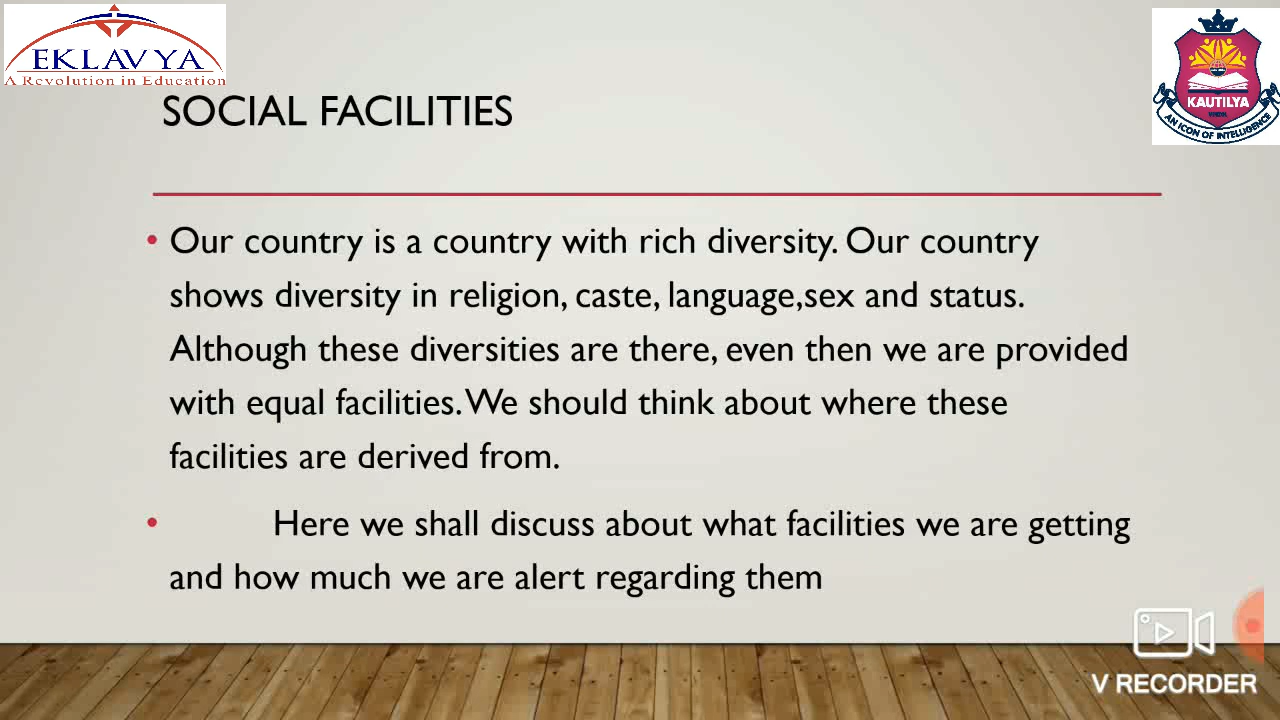 EKLAVYA
A Revolution in Education
KAUTILYA
AN ICON OF INTELLIGENCE
SOCIAL FACILITIES
• Our country is a country with rich diversity. Our country
shows diversity in religion, caste, language,sex and status.
Although these diversities are there, even then we are provided
with equal facilities. We should think about where these
facilities are derived from.
• Here we shall discuss about what facilities we are getting
and how much we are alert regarding them
V RECORDER